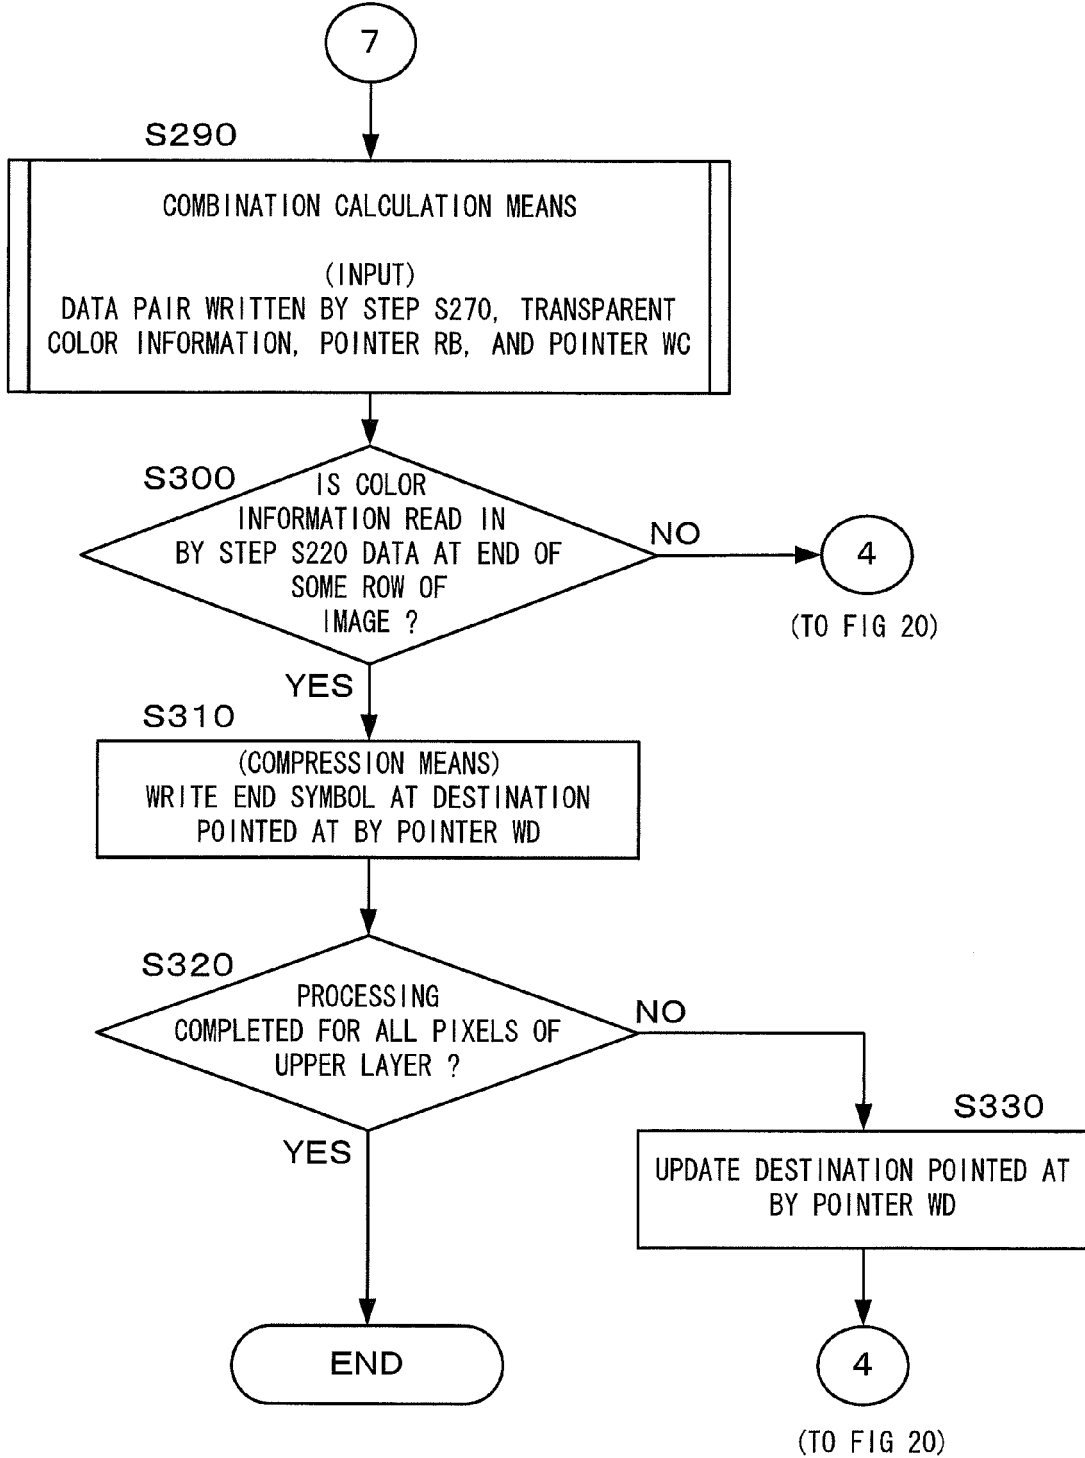 7
S290
COMBINATION CALCULATION MEANS
(INPUT)
DATA PAIR WRITTEN BY STEP S270, TRANSPARENT
COLOR INFORMATION, POINTER RB, AND POINTER WC
S300
IS COLOR
INFORMATION READ IN
BY STEP S220 DATA AT END OF
SOME ROW OF
IMAGE ?
NO
4
(TO FIG 20)
YES
S310
(COMPRESSION MEANS)
WRITE END SYMBOL AT DESTINATION
POINTED AT BY POINTER WD
S320
PROCESSING
COMPLETED FOR ALL PIXELS OF
UPPER LAYER ?
NO
YES
S330
UPDATE DESTINATION POINTED AT
BY POINTER WD
END
4
(TO FIG 20)